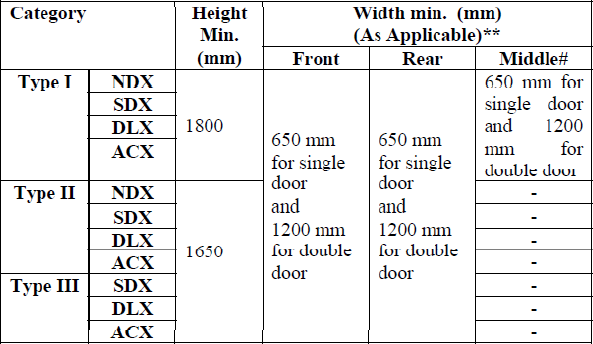 Category Height Width min. (mm)
Min. (As Applicable)**
(mm) Front Rear Middle#
Type I NDX 650 mm for
SDX single door
DLX 1800 and 1200
ACX 650 mm 650 mm mm for
for single for single double door
door door
Type II NDX and and -
SDX 1200 mm 1200 mm -
DLX 1650 for double for double -
ACX door door -
Type III SDX -
DLX -
ACX -